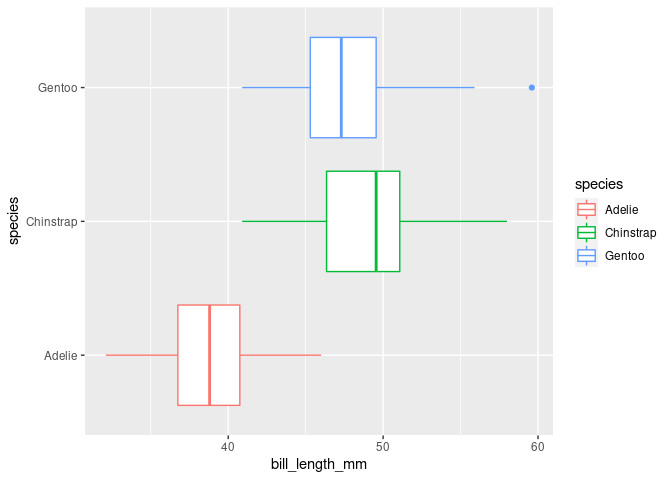 Gentoo
Chinstrap
Adelie
species
40
50
60
bill_length_mm
species
Adelie
Chinstrap
Gentoo